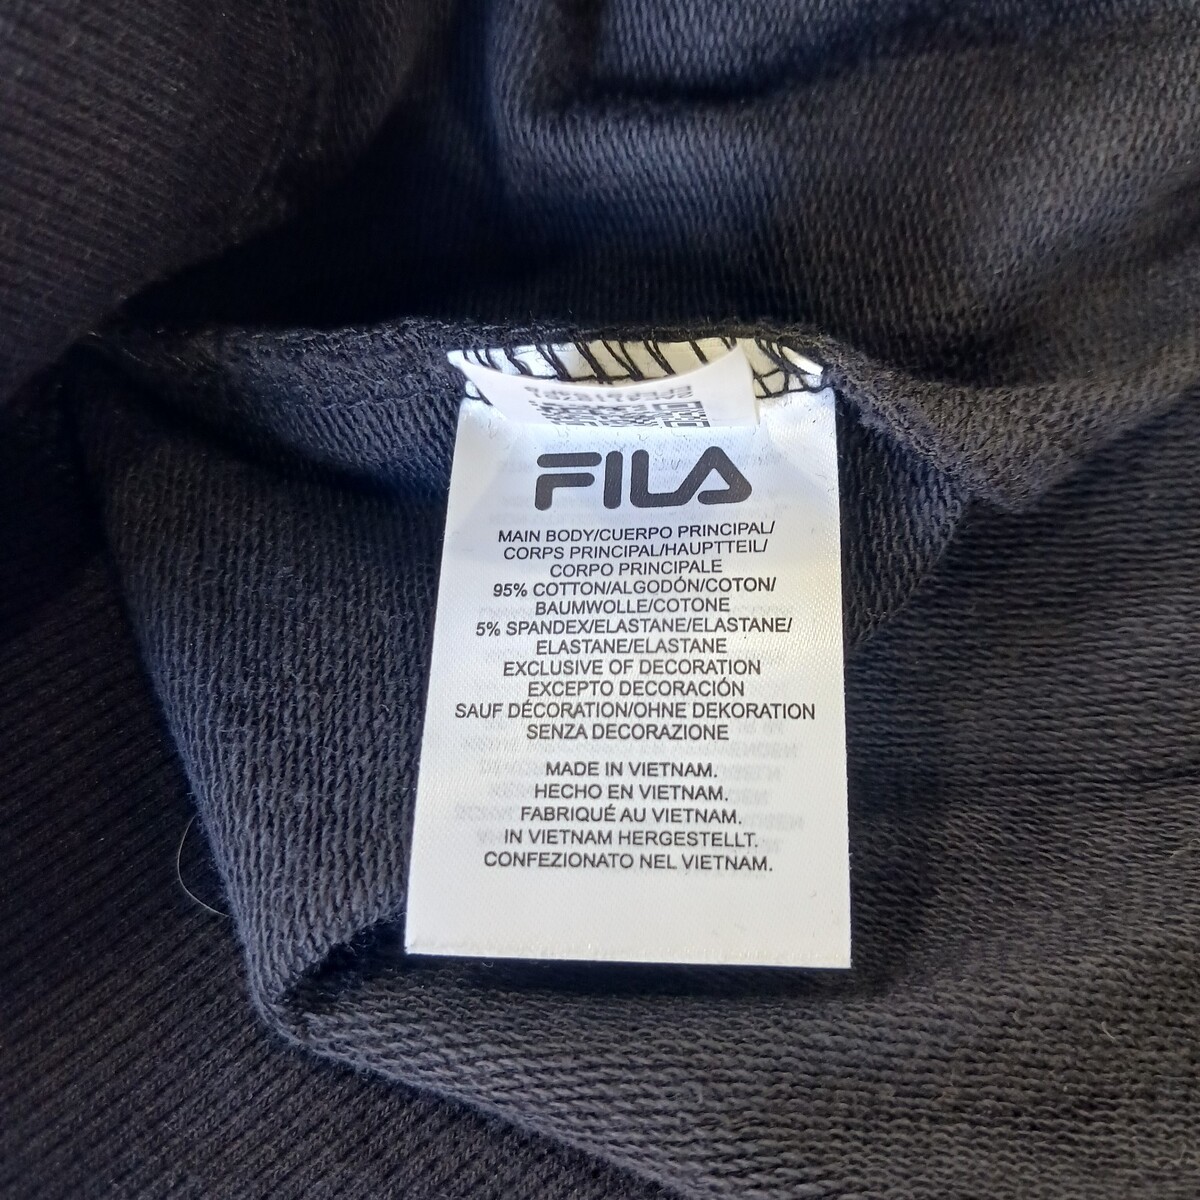 FILA
MAIN BODY/CUERPO PRINCIPAL/
CORPS PRINCIPAL/HAUPTTEIL/
CORPO PRINCIPALE
95% COTTON/ALGODÓN/COTON/
BAUMWOLLE/COTONE
5% SPANDEX/ELASTANE/ELASTANE/
ELASTANE/ELASTANE
EXCLUSIVE OF DECORATION
EXCEPTO DECORACIÓN
SAUF DÉCORATION/OHNE DEKORATION
SENZA DECORAZIONE
MADE IN VIETNAM.
HECHO EN VIETNAM.
FABRIQUÉ AU VIETNAM.
IN VIETNAM HERGESTELLT.
CONFEZIONATO NEL VIETNAM.